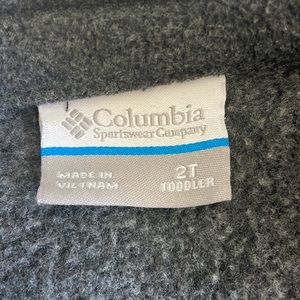 Columbia
Sportswear Company
MADE IN
VIETNAM
2T
TODDLER